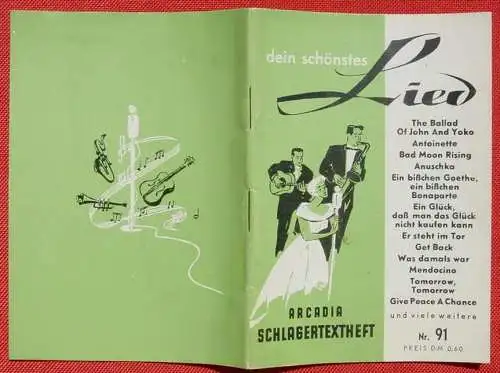 dein schönstes
Lied
The Ballad
Of John And Yoko
Antoinette
Bad Moon Rising
Anuschka
Ein bißchen Goethe,
ein bißchen
Bonaparte
Ein Glück,
daß man das Glück
nicht kaufen kann
Er steht im Tor
Get Back
Was damals war
Mendocino
Tomorrow,
Tomorrow
Give Peace A Chance
und viele weitere
ARCADIA
SCHLAGERTEXTHEFT
Nr. 91
PREIS DM 0,60